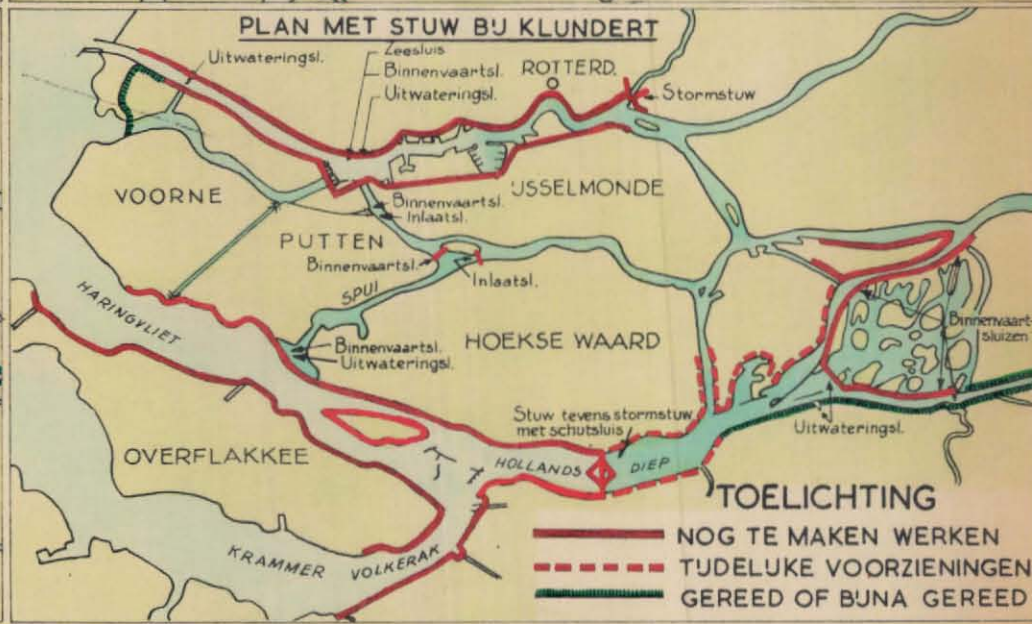 PLAN MET STUW BIJ KLUNDERT
Uitwateringsl.
Zeesluis
Binnenvaartsl.
Uitwateringsl.
ROTTERD.
Stormstuw
VOORNE
IJSSELMONDE
Binnenvaartsl.
Inlaatsl.
PUTTEN
Binnenvaartsl.
Inlaatsl.
SPUI
HARINGVLIET
HOEKSE WAARD
Binnenvaart-
sluizen
Binnenvaartsl.
Uitwateringsl.
Stuw tevens stormstuw
met schutsluis
Uitwateringsl.
OVERFLAKKEE
HOLLANDS DIEP
KRAMMER VOLKERAK
TOELICHTING
NOG TE MAKEN WERKEN
TIJDELIJKE VOORZIENINGEN
GEREED OF BIJNA GEREED